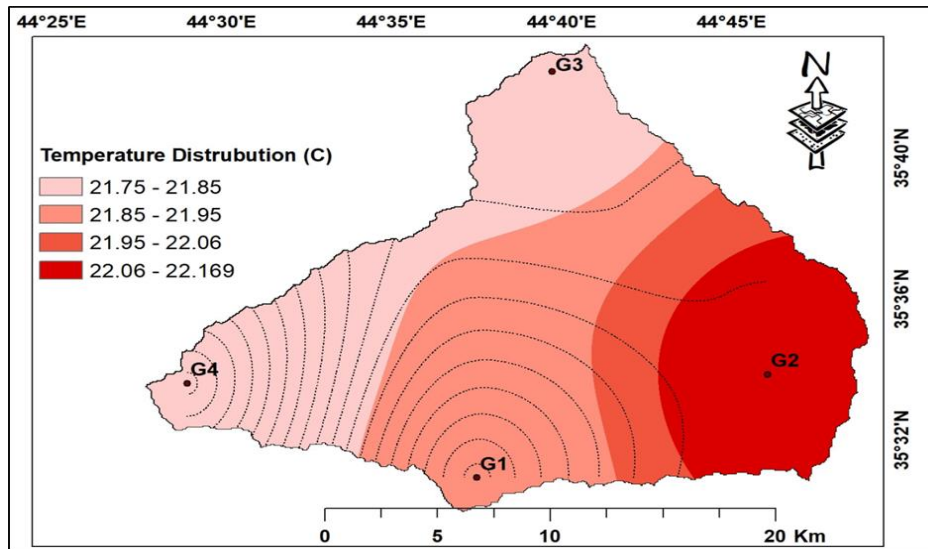 44°25'E 44°30'E 44°35'E 44°40'E 44°45'E
G3
N
35°40'N
Temperature Distrubution (C)
21.75 - 21.85
21.85 - 21.95
21.95 - 22.06
22.06 - 22.169
35°36'N
G4
G2
35°32'N
G1
0 5 10 20 Km